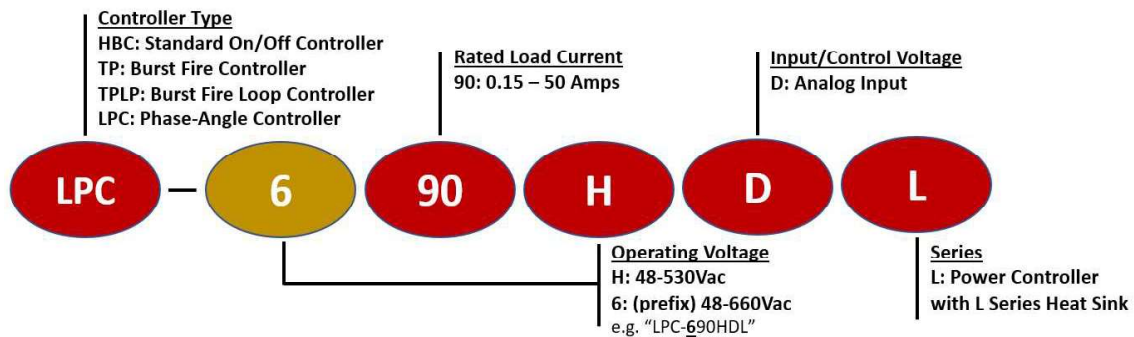 Controller Type
HBC: Standard On/Off Controller
TP: Burst Fire Controller
TPLP: Burst Fire Loop Controller
LPC: Phase-Angle Controller
Rated Load Current
90: 0.15 – 50 Amps
Input/Control Voltage
D: Analog Input
LPC – 6 90 H D L
Operating Voltage
H: 48-530Vac
6: (prefix) 48-660Vac
e.g. “LPC-690HDL”
Series
L: Power Controller
with L Series Heat Sink